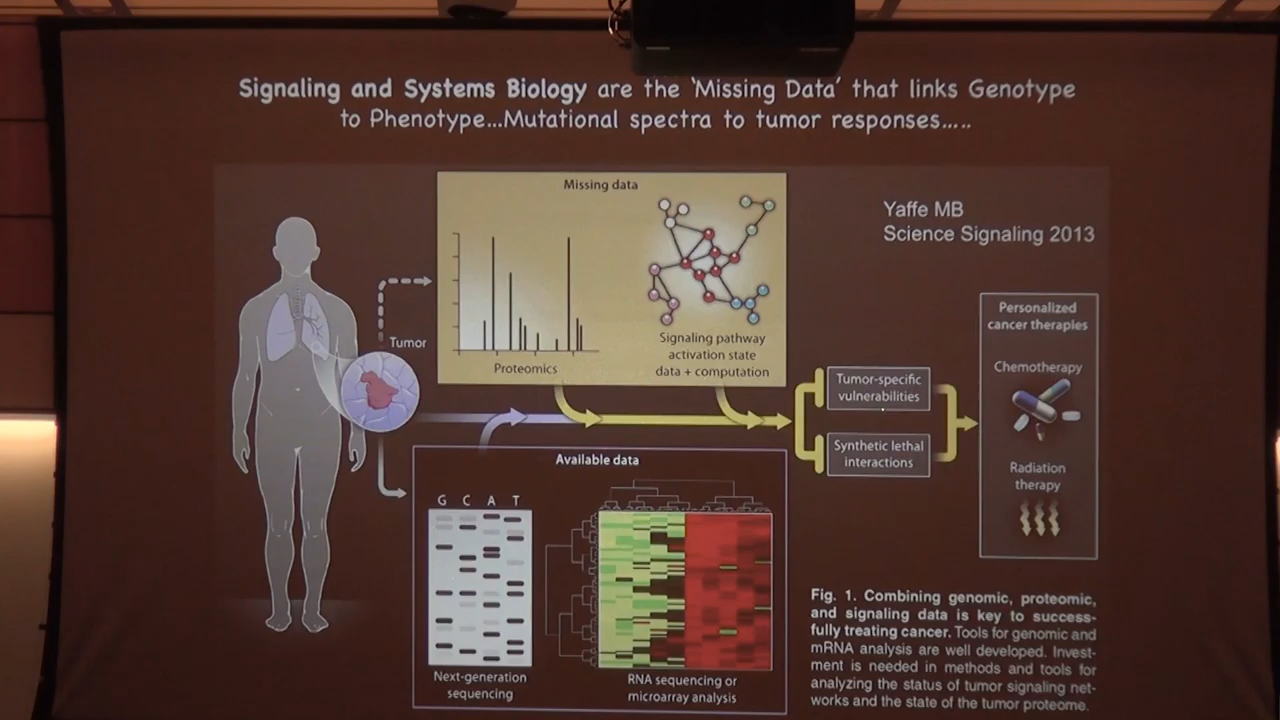 Signaling and Systems Biology are the 'Missing Data' that links Genotype
to Phenotype...Mutational spectra to tumor responses.....
Missing data
Yaffe MB
Science Signaling 2013
Proteomics
Signaling pathway
activation state
data + computation
Tumor
Personalized
cancer therapies
Chemotherapy
Radiation
therapy
Tumor-specific
vulnerabilities
Synthetic lethal
interactions
Available data
G C A T
Next-generation
sequencing
RNA sequencing or
microarray analysis
Fig. 1. Combining genomic, proteomic,
and signaling data is key to success-
fully treating cancer. Tools for genomic and
mRNA analysis are well developed. Invest-
ment is needed in methods and tools for
analyzing the status of tumor signaling net-
works and the state of the tumor proteome.